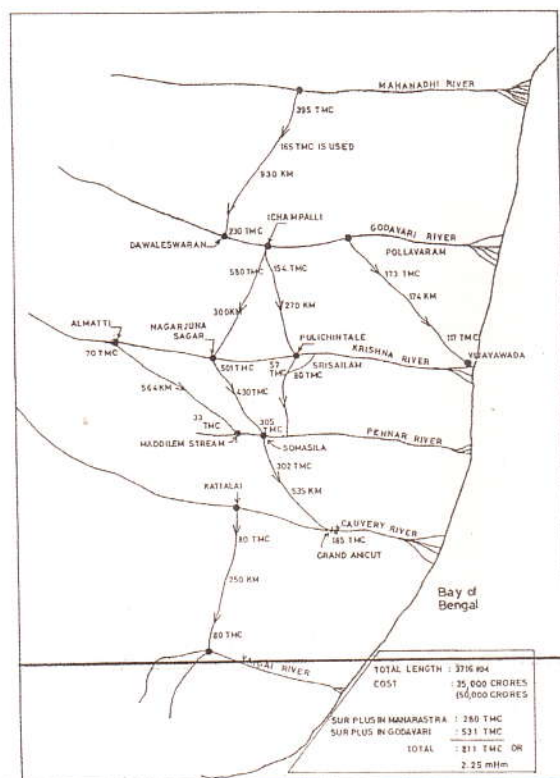 MAHANADHI RIVER
395 TMC
165 TMC IS USED
930 KM
230 TMC
ICHAMPALLI
DAWALESWARAN
GODAVARI RIVER
POLLAVARAM
580 TMC
154 TMC
173 TMC
174 KM
300KM
270 KM
ALMATTI
NAGARJUNA
SAGAR
PULICHINTALE
117 TMC
70 TMC
KRISHNA RIVER
VIJAYAWADA
501 TMC
57
TMC
SRISAILAM
80 TMC
564 KM
430 TMC
33
TMC
305
TMC
PENNAR RIVER
MADDILEM STREAM
SOMASILA
302 TMC
KATTALAI
535 KM
CAUVERY RIVER
80 TMC
185 TMC
GRAND ANICUT
250 KM
Bay of
Bengal
80 TMC
VAIGAI RIVER
TOTAL LENGTH : 3716 KM
COST : 25,000 CRORES
(50,000 CRORES
SURPLUS IN MAHARASTRA : 280 TMC
SURPLUS IN GODAVARI : 531 TMC
TOTAL : 811 TMC OR
2.25 mHm